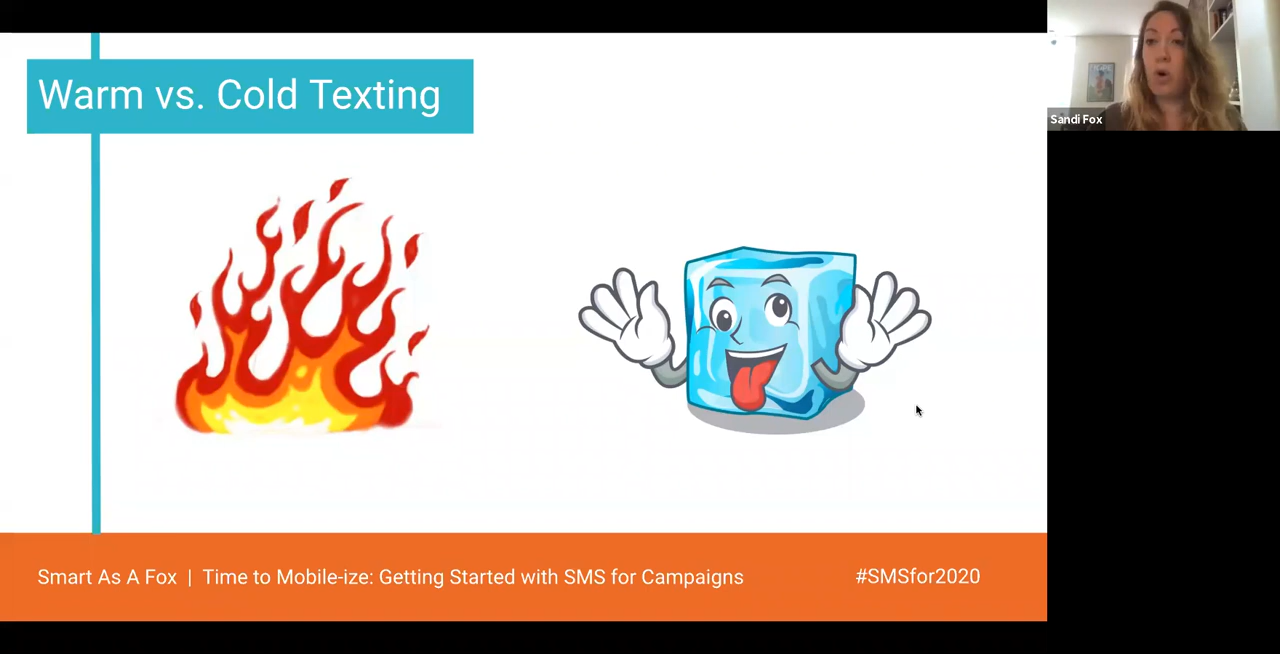 Warm vs. Cold Texting
Sandi Fox
Smart As A Fox | Time to Mobile-ize: Getting Started with SMS for Campaigns
#SMSfor2020